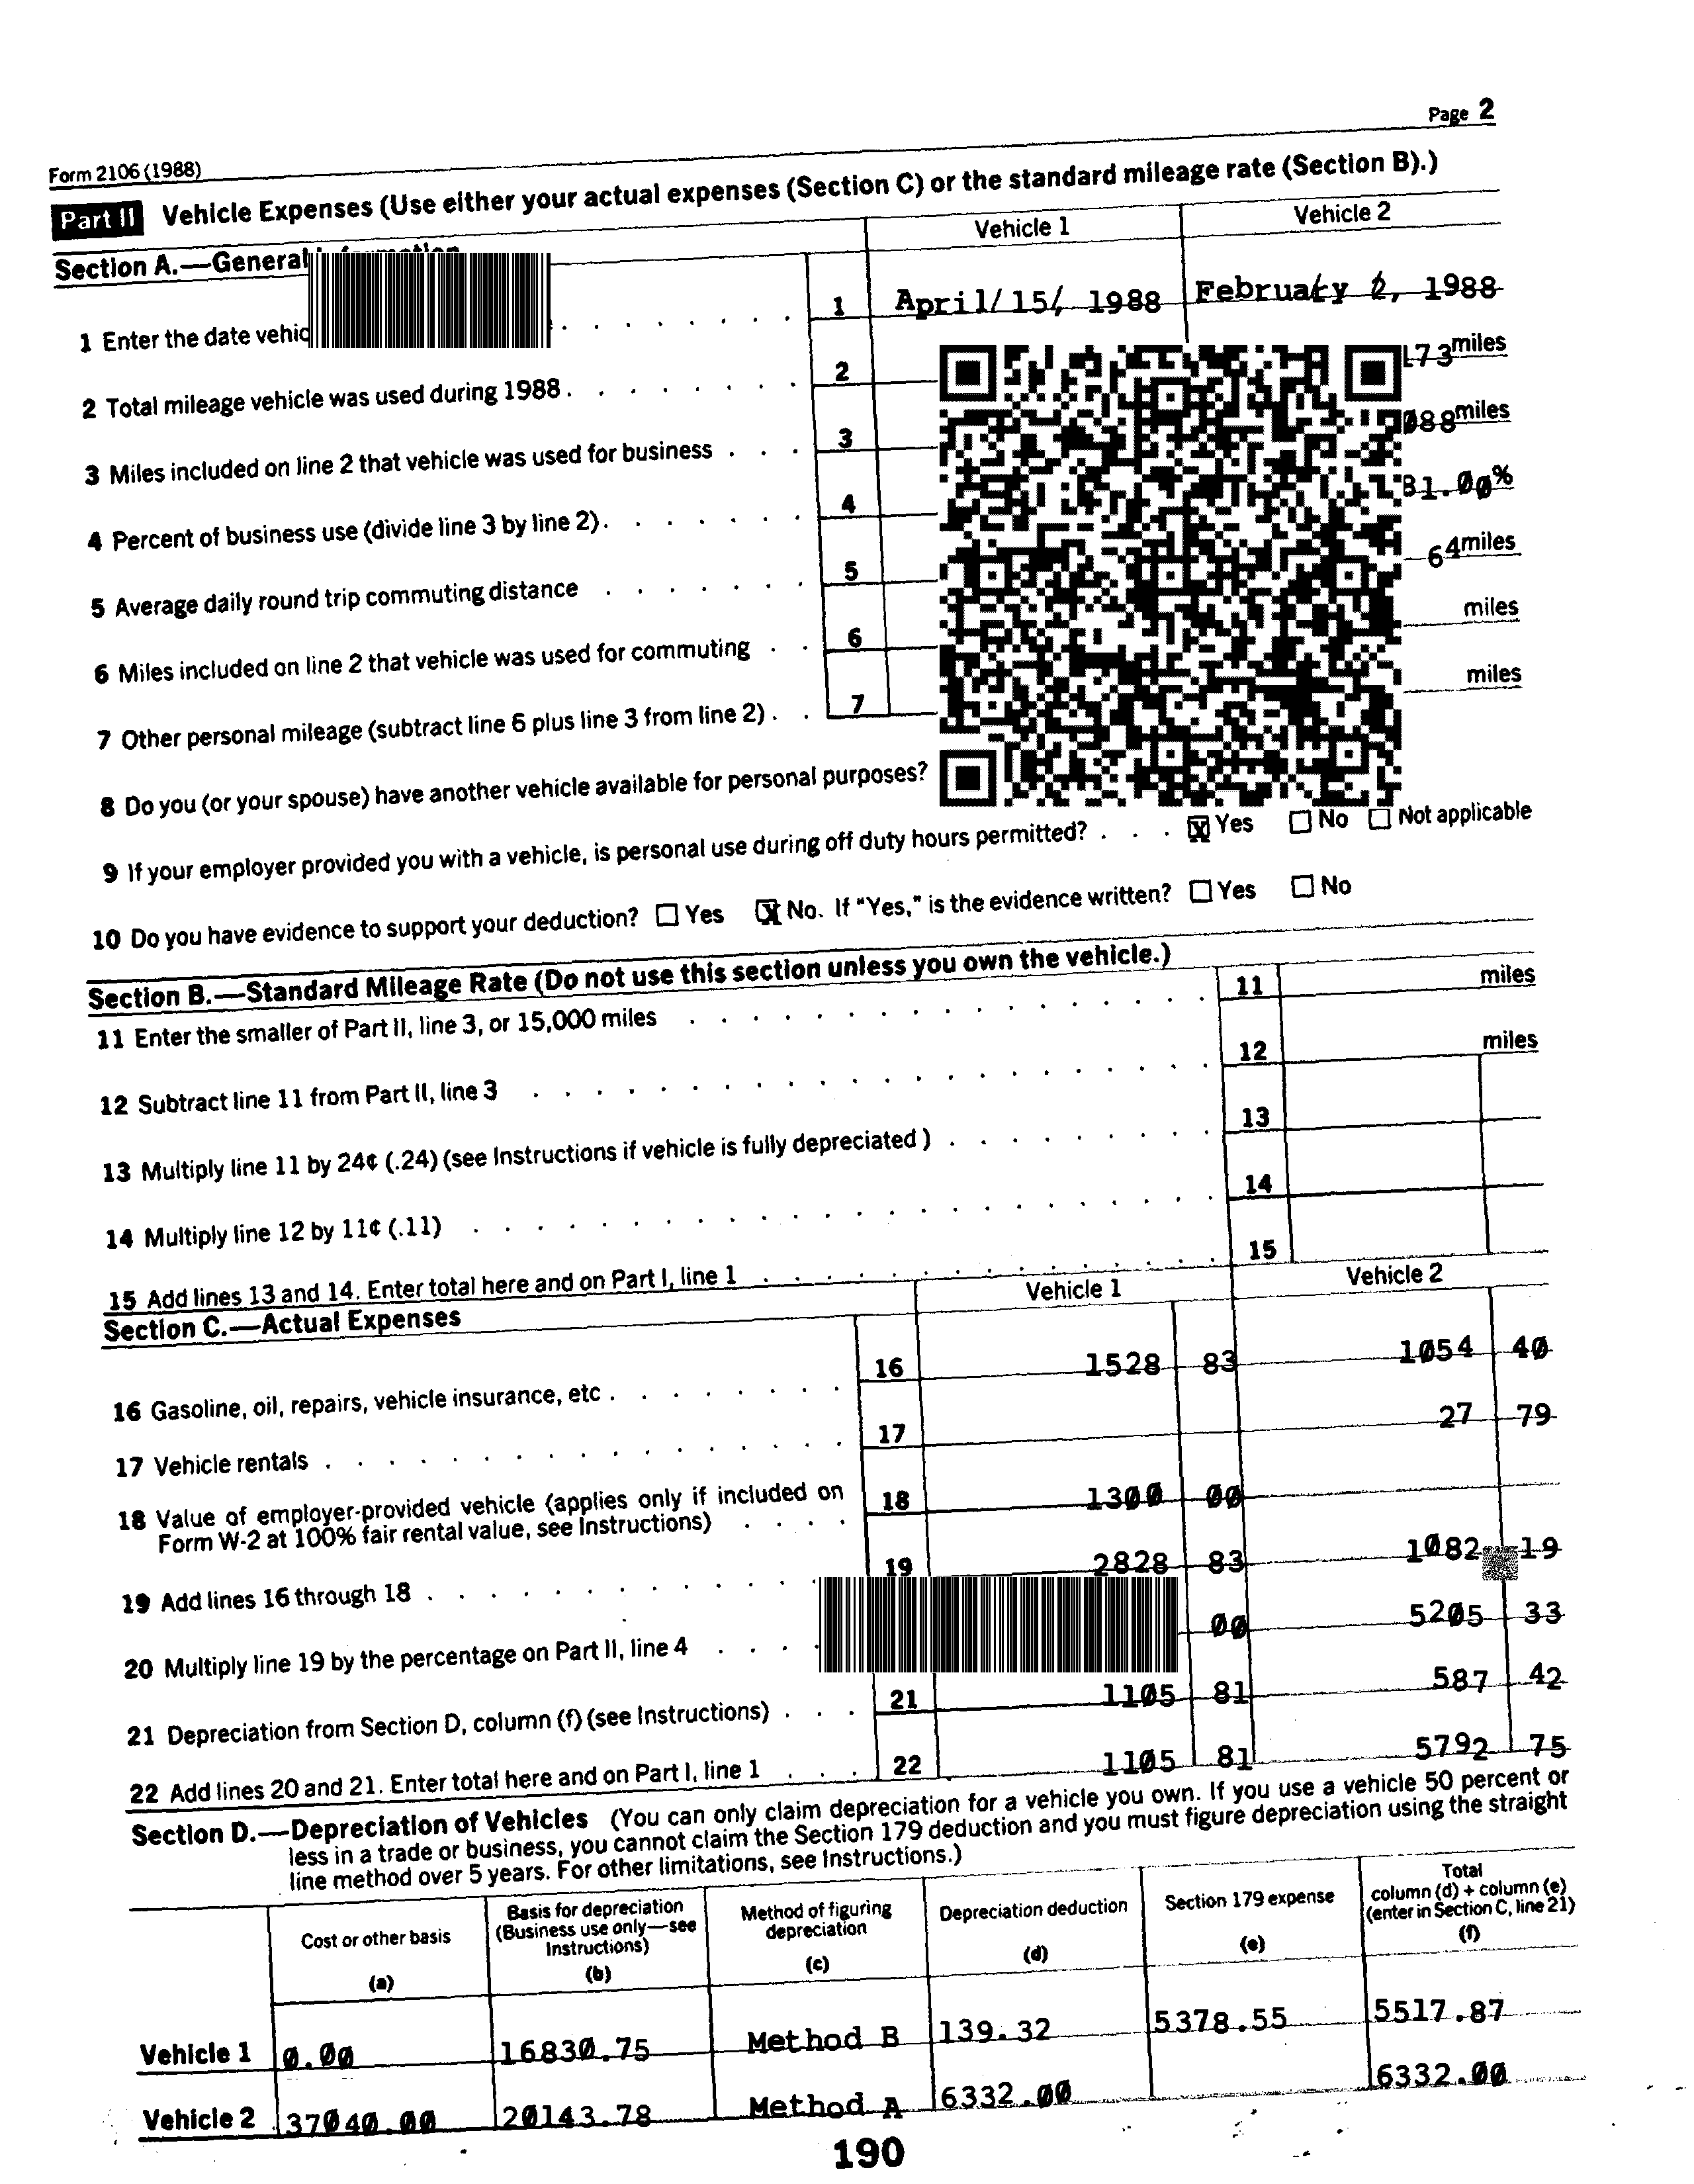 Page 2
Form 2106 (1988)
Part II Vehicle Expenses (Use either your actual expenses (Section C) or the standard mileage rate (Section B).)
Section A.—General Information
Vehicle 1 Vehicle 2
1 Enter the date 1 April/15/ 1988 February 2, 1988
2 Total mileage vehicle was used during 1988 . . . . . . . . 2 miles
3 Miles included on line 2 that vehicle was used for business . . . 3 miles
4 Percent of business use (divide line 3 by line 2) . . . . . . . 4 %
5 Average daily round trip commuting distance . . . . . . . 5 64 miles
6 Miles included on line 2 that vehicle was used for commuting . . 6 miles
7 Other personal mileage (subtract line 6 plus line 3 from line 2) . . 7 miles
8 Do you (or your spouse) have another vehicle available for personal purposes?
9 If your employer provided you with a vehicle, is personal use during off duty hours permitted? . . . X Yes No Not applicable
10 Do you have evidence to support your deduction? Yes X No. If "Yes," is the evidence written? Yes No
Section B.—Standard Mileage Rate (Do not use this section unless you own the vehicle.)
11 Enter the smaller of Part II, line 3, or 15,000 miles 11 miles
12 Subtract line 11 from Part II, line 3 12 miles
13 Multiply line 11 by 24¢ (.24) (see Instructions if vehicle is fully depreciated) 13
14 Multiply line 12 by 11¢ (.11) 14
15 Add lines 13 and 14. Enter total here and on Part I, line 1 15
Section C.—Actual Expenses Vehicle 1 Vehicle 2
16 Gasoline, oil, repairs, vehicle insurance, etc . 16 1528 83 1054 40
17 Vehicle rentals 17 27 79
18 Value of employer-provided vehicle (applies only if included on
Form W-2 at 100% fair rental value, see Instructions) 18 1300 00
19 Add lines 16 through 18 19 2828 83 1082 19
20 Multiply line 19 by the percentage on Part II, line 4 00 5205 33
21 Depreciation from Section D, column (f) (see Instructions) . . . 21 1105 81 587 42
22 Add lines 20 and 21. Enter total here and on Part I, line 1 . . . 22 1105 81 5792 75
Section D.—Depreciation of Vehicles (You can only claim depreciation for a vehicle you own. If you use a vehicle 50 percent or
less in a trade or business, you cannot claim the Section 179 deduction and you must figure depreciation using the straight
line method over 5 years. For other limitations, see Instructions.)
Cost or other basis (a)
Basis for depreciation (Business use only—see Instructions) (b)
Method of figuring depreciation (c)
Depreciation deduction (d)
Section 179 expense (e)
Total column (d) + column (e) (enter in Section C, line 21) (f)
Vehicle 1 0.00 16830.75 Method B 139.32 5378.55 5517.87
Vehicle 2 37040.00 20143.78 Method A 6332.00 6332.00
190